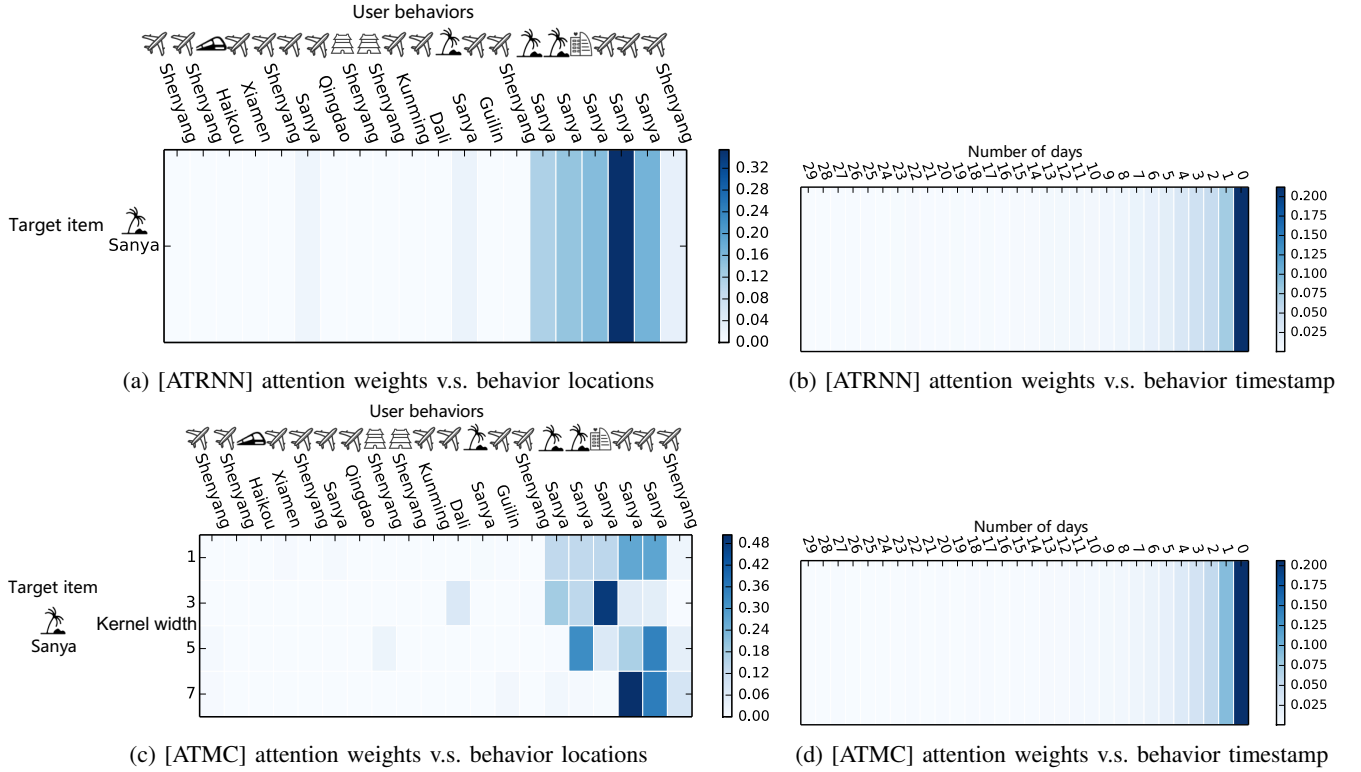 User behaviors
Shenyang Shenyang Haikou Xiamen Shenyang Sanya Qingdao Shenyang Shenyang Kunming Dali Sanya Guilin Shenyang Sanya Sanya Sanya Sanya Sanya Shenyang
Target item
Sanya
0.32
0.28
0.24
0.20
0.16
0.12
0.08
0.04
0.00
(a) [ATRNN] attention weights v.s. behavior locations
Number of days
29 28 27 26 25 24 23 22 21 20 19 18 17 16 15 14 13 12 11 10 9 8 7 6 5 4 3 2 1 0
0.200
0.175
0.150
0.125
0.100
0.075
0.050
0.025
(b) [ATRNN] attention weights v.s. behavior timestamp
User behaviors
Shenyang Shenyang Haikou Xiamen Shenyang Sanya Qingdao Shenyang Shenyang Kunming Dali Sanya Guilin Shenyang Sanya Sanya Sanya Sanya Sanya Shenyang
Target item
Sanya
Kernel width
1
3
5
7
0.48
0.42
0.36
0.30
0.24
0.18
0.12
0.06
0.00
(c) [ATMC] attention weights v.s. behavior locations
Number of days
29 28 27 26 25 24 23 22 21 20 19 18 17 16 15 14 13 12 11 10 9 8 7 6 5 4 3 2 1 0
0.200
0.175
0.150
0.125
0.100
0.075
0.050
0.025
(d) [ATMC] attention weights v.s. behavior timestamp